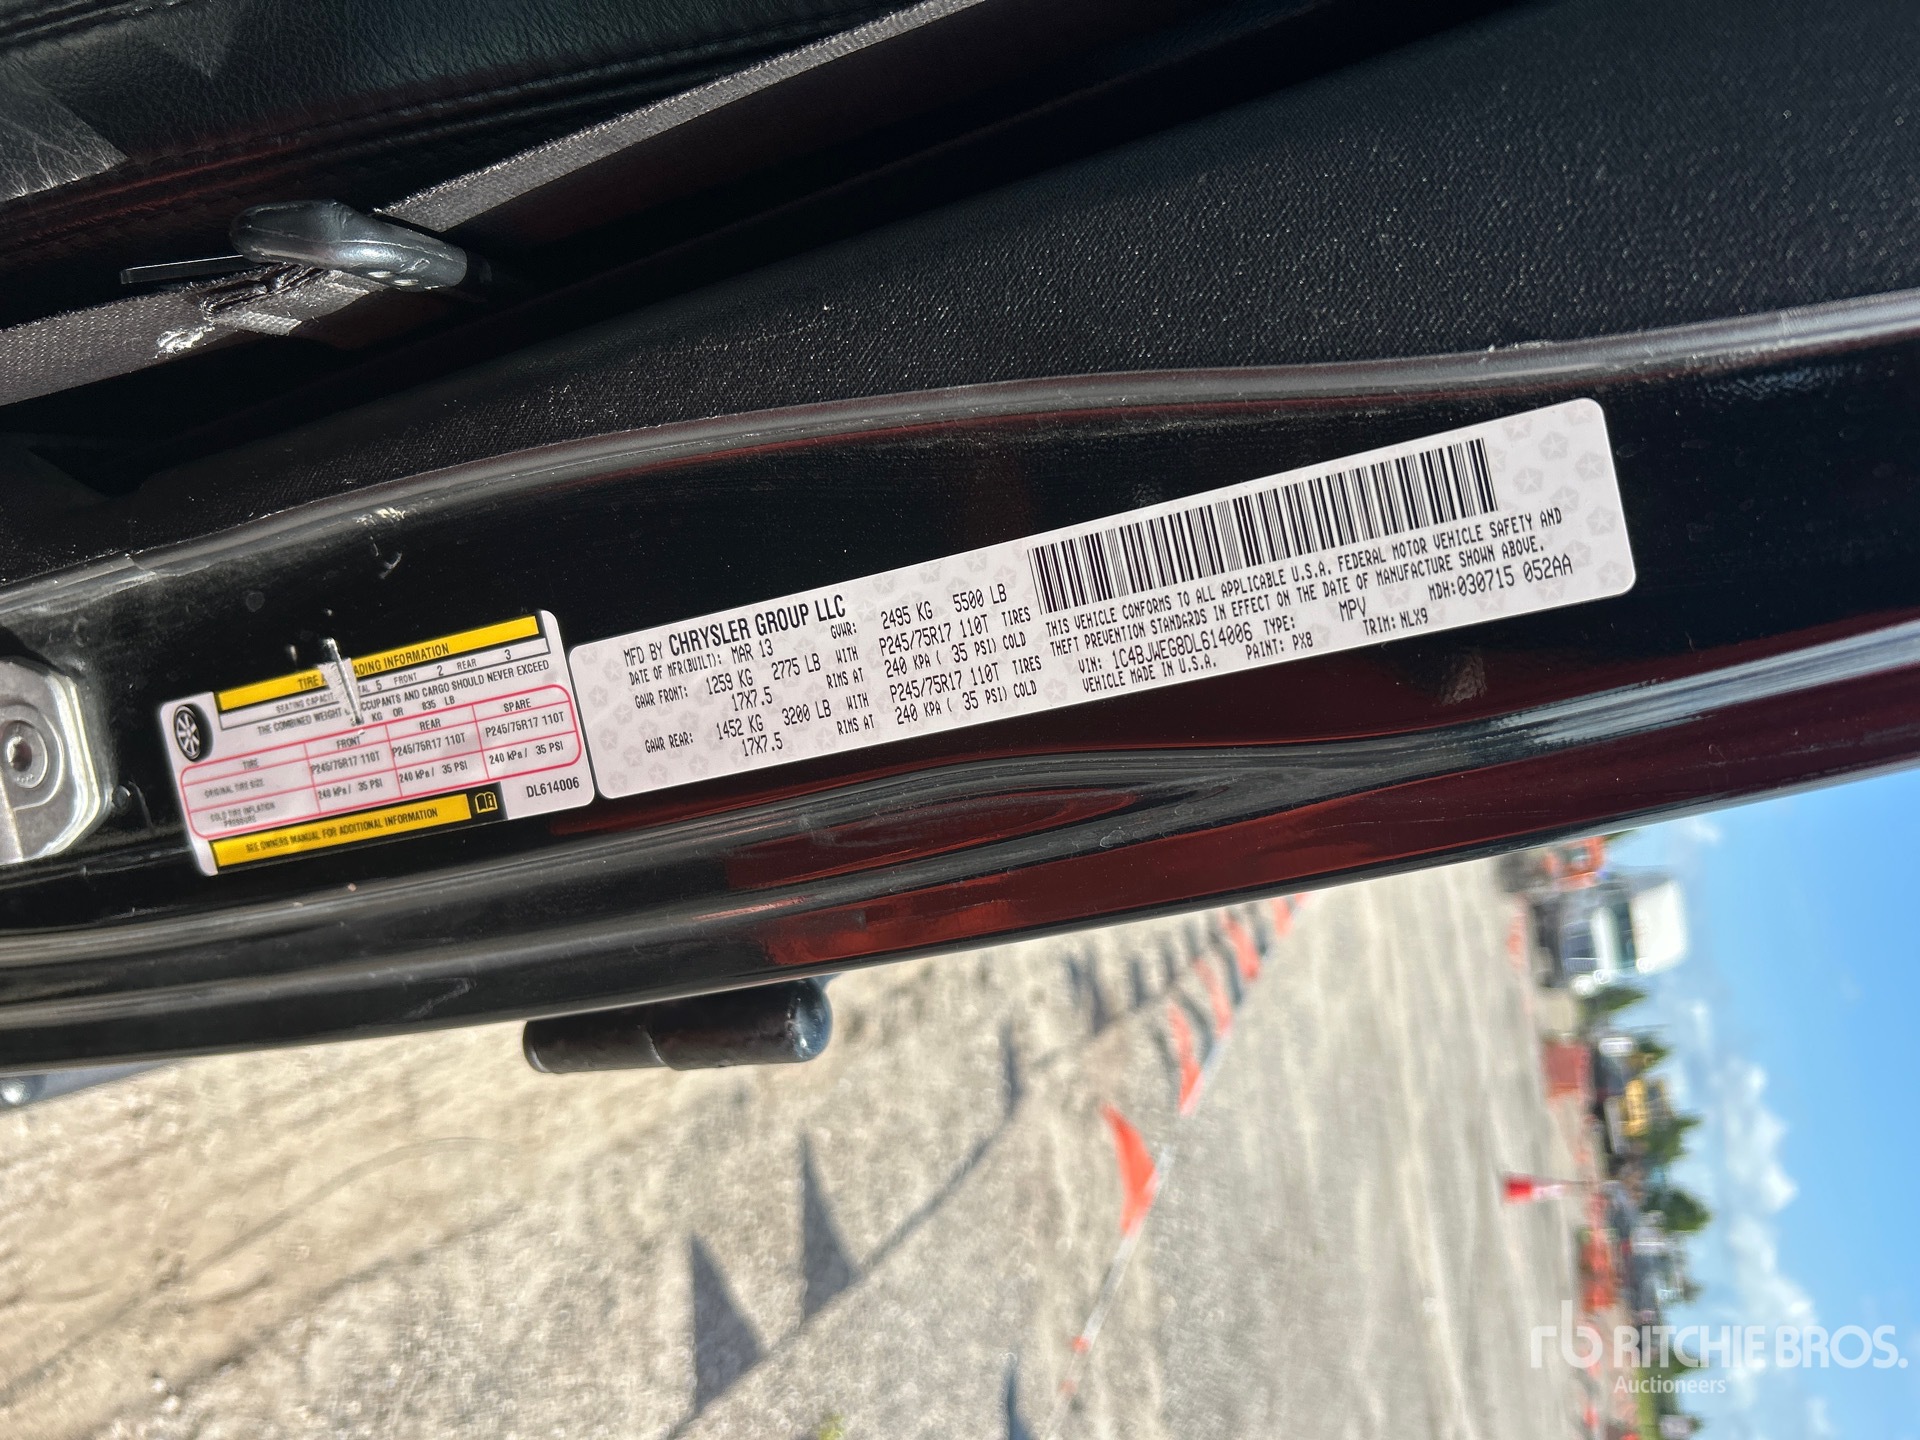 TIRE A ADING INFORMATION
SEATING CAPACIT TAL 5 FRONT 2 REAR 3
THE COMBINED WEIGHT CCUPANTS AND CARGO SHOULD NEVER EXCEED
KG OR 835 LB
TIRE FRONT REAR SPARE
ORIGINAL TIRE SIZE P245/75R17 110T P245/75R17 110T P245/75R17 110T
COLD TIRE INFLATION PRESSURE 240 kPa / 35 PSI 240 kPa / 35 PSI 240 kPa / 35 PSI
SEE OWNERS MANUAL FOR ADDITIONAL INFORMATION
DL614006
MFD BY CHRYSLER GROUP LLC
DATE OF MFR(BUILT): MAR 13 GVWR: 2495 KG 5500 LB
GAWR FRONT: 1259 KG 2775 LB WITH P245/75R17 110T TIRES
17X7.5 RIMS AT 240 KPA ( 35 PSI) COLD
GAWR REAR: 1452 KG 3200 LB WITH P245/75R17 110T TIRES
17X7.5 RIMS AT 240 KPA ( 35 PSI) COLD
THIS VEHICLE CONFORMS TO ALL APPLICABLE U.S.A. FEDERAL MOTOR VEHICLE SAFETY AND
THEFT PREVENTION STANDARDS IN EFFECT ON THE DATE OF MANUFACTURE SHOWN ABOVE.
VIN: 1C4BJWEG8DL614006 TYPE: MPV MDH:030715 052AA
VEHICLE MADE IN U.S.A. PAINT: PX8 TRIM: NLX9
rb RITCHIE BROS.
Auctioneers